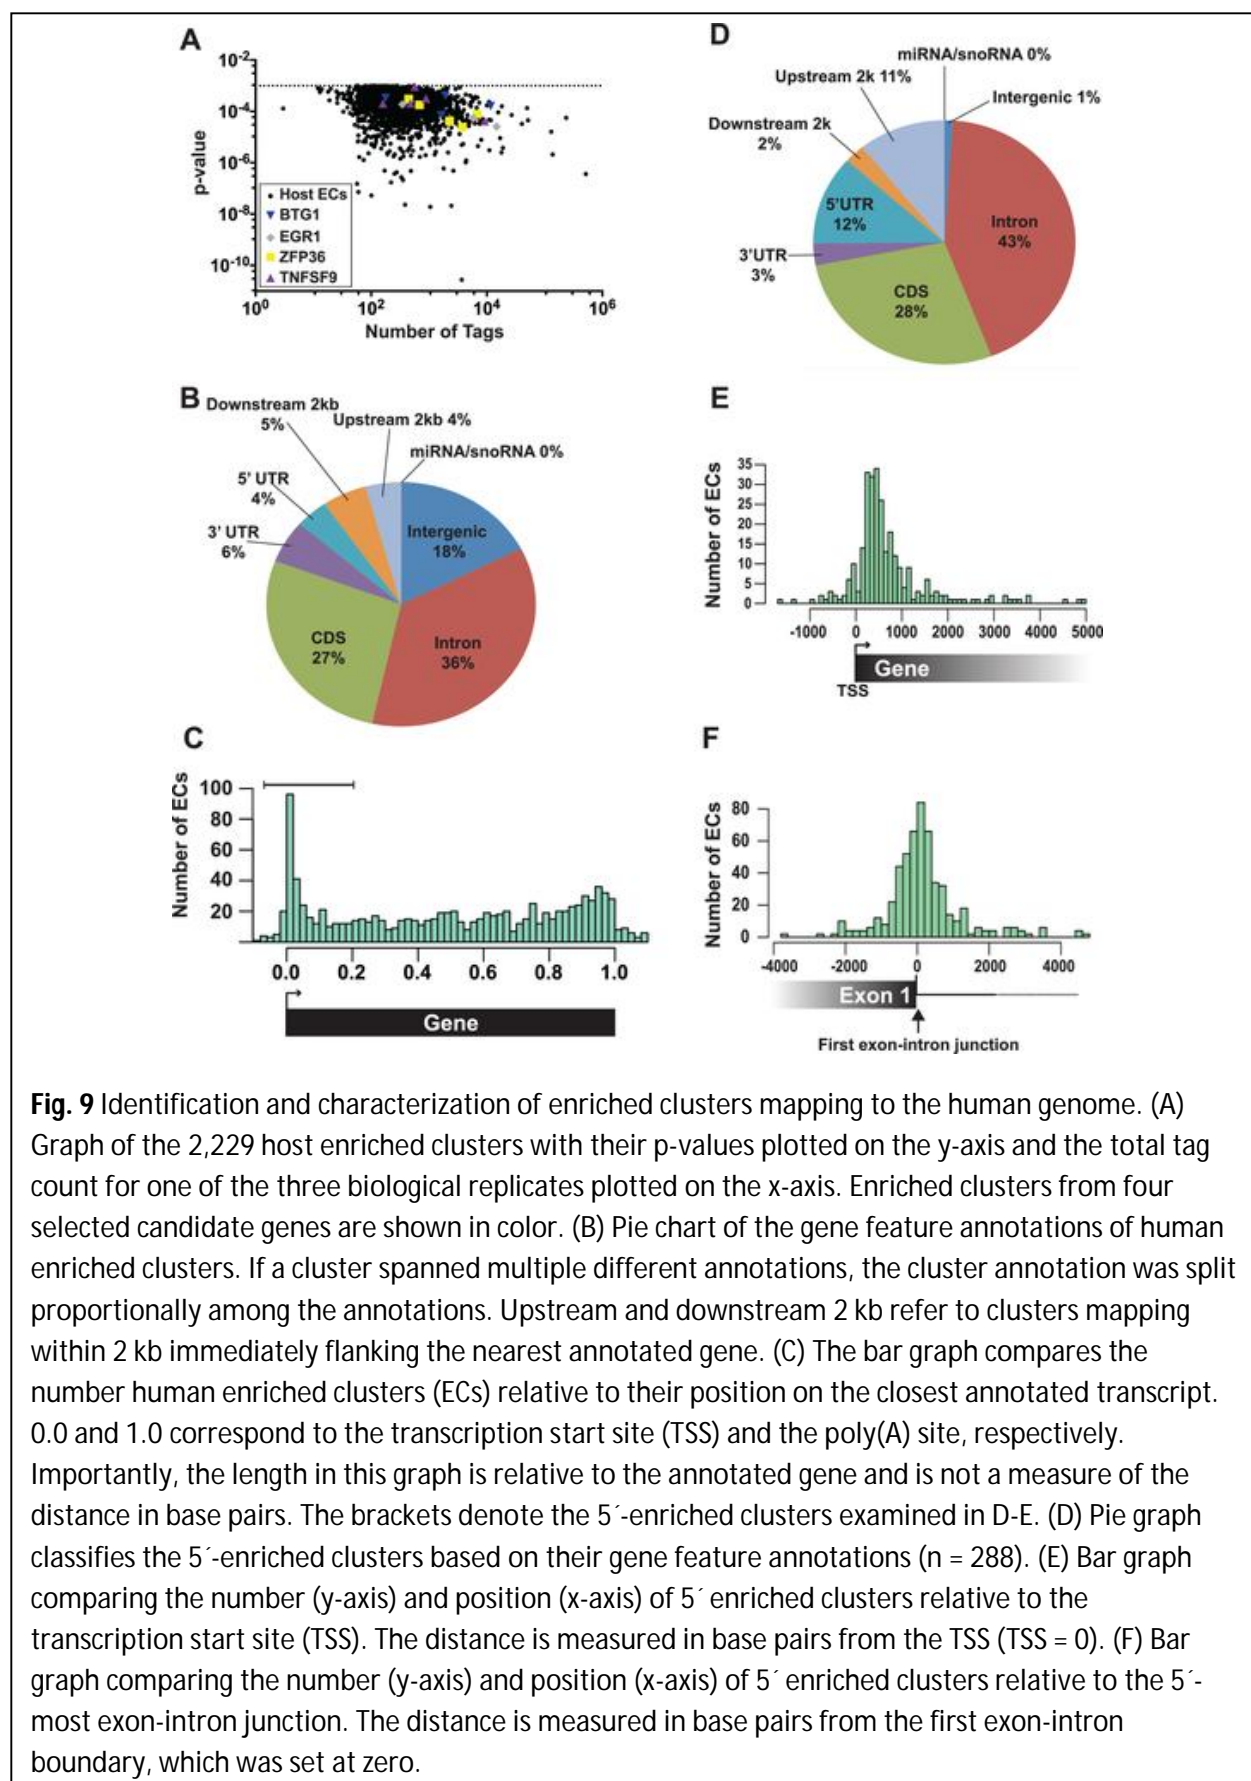 A
10-2
10-4
10-6
10-8
10-10
p-value
Host ECs
BTG1
EGR1
ZFP36
TNFSF9
100
102
104
106
Number of Tags
D
miRNA/snoRNA 0%
Upstream 2k 11%
Intergenic 1%
Downstream 2k
2%
5'UTR
12%
Intron
43%
3'UTR
3%
CDS
28%
B
Downstream 2kb
5%
Upstream 2kb 4%
miRNA/snoRNA 0%
5' UTR
4%
3' UTR
6%
Intergenic
18%
CDS
27%
Intron
36%
E
Number of ECs
35
30
25
20
15
10
5
0
-1000
0
1000
2000
3000
4000
5000
Gene
TSS
C
Number of ECs
100
80
60
40
20
0.0
0.2
0.4
0.6
0.8
1.0
Gene
F
Number of ECs
80
60
40
20
0
-4000
-2000
0
2000
4000
Exon 1
First exon-intron junction
Fig. 9 Identification and characterization of enriched clusters mapping to the human genome. (A)
Graph of the 2,229 host enriched clusters with their p-values plotted on the y-axis and the total tag
count for one of the three biological replicates plotted on the x-axis. Enriched clusters from four
selected candidate genes are shown in color. (B) Pie chart of the gene feature annotations of human
enriched clusters. If a cluster spanned multiple different annotations, the cluster annotation was split
proportionally among the annotations. Upstream and downstream 2 kb refer to clusters mapping
within 2 kb immediately flanking the nearest annotated gene. (C) The bar graph compares the
number human enriched clusters (ECs) relative to their position on the closest annotated transcript.
0.0 and 1.0 correspond to the transcription start site (TSS) and the poly(A) site, respectively.
Importantly, the length in this graph is relative to the annotated gene and is not a measure of the
distance in base pairs. The brackets denote the 5´-enriched clusters examined in D-E. (D) Pie graph
classifies the 5´-enriched clusters based on their gene feature annotations (n = 288). (E) Bar graph
comparing the number (y-axis) and position (x-axis) of 5´ enriched clusters relative to the
transcription start site (TSS). The distance is measured in base pairs from the TSS (TSS = 0). (F) Bar
graph comparing the number (y-axis) and position (x-axis) of 5´ enriched clusters relative to the 5´-
most exon-intron junction. The distance is measured in base pairs from the first exon-intron
boundary, which was set at zero.